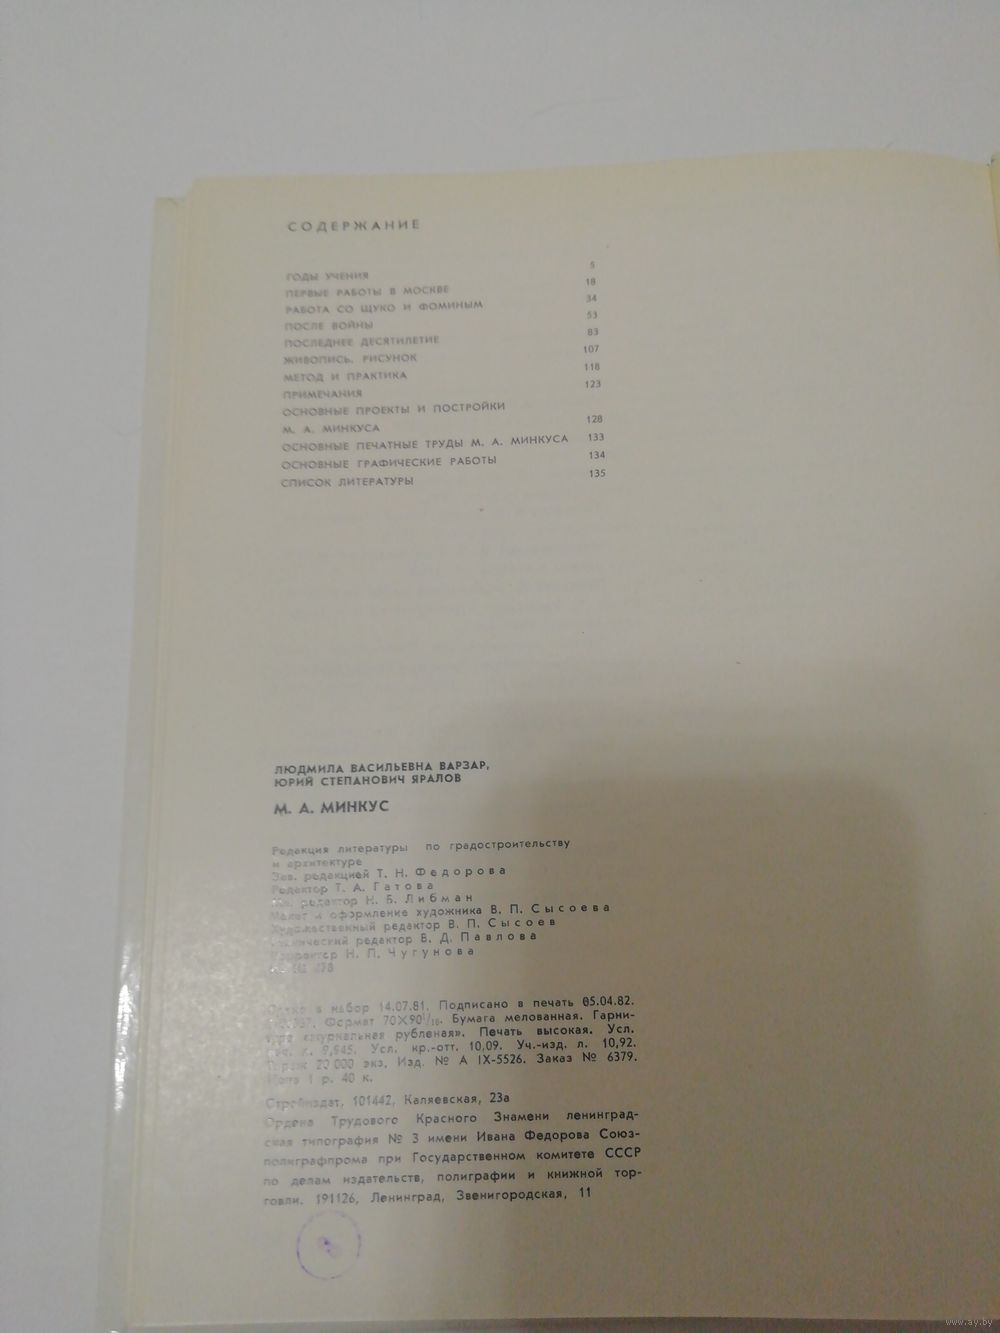 СОДЕРЖАНИЕ
ГОДЫ УЧЕНИЯ 5
ПЕРВЫЕ РАБОТЫ В МОСКВЕ 18
РАБОТА СО ЩУКО И ФОМИНЫМ 34
ПОСЛЕ ВОЙНЫ 53
ПОСЛЕДНЕЕ ДЕСЯТИЛЕТИЕ 83
ЖИВОПИСЬ. РИСУНОК 107
МЕТОД И ПРАКТИКА 118
ПРИМЕЧАНИЯ 123
ОСНОВНЫЕ ПРОЕКТЫ И ПОСТРОЙКИ
М. А. МИНКУСА 128
ОСНОВНЫЕ ПЕЧАТНЫЕ ТРУДЫ М. А. МИНКУСА 133
ОСНОВНЫЕ ГРАФИЧЕСКИЕ РАБОТЫ 134
СПИСОК ЛИТЕРАТУРЫ 135
ЛЮДМИЛА ВАСИЛЬЕВНА ВАРЗАР,
ЮРИЙ СТЕПАНОВИЧ ЯРАЛОВ
М. А. МИНКУС
Редакция литературы по градостроительству
и архитектуре
Зав. редакцией Т. Н. Федорова
Редактор Т. А. Гатова
редактор Н. Б. Либман
Макет и оформление художника В. П. Сысоева
Художественный редактор В. П. Сысоев
Технический редактор В. Д. Павлова
Корректор Н. П. Чугунова
Сдано в набор 14.07.81. Подписано в печать 05.04.82.
Формат 70×90 1/16. Бумага мелованная. Гарни-
тура «журнальная рубленая». Печать высокая. Усл.
Усл. кр.-отт. 10,09. Уч.-изд. л. 10,92.
Тираж 20 000 экз. Изд. № А IX-5526. Заказ № 6379.
Цена 1 р. 40 к.
Стройиздат, 101442, Каляевская, 23а
Ордена Трудового Красного Знамени ленинград-
ская типография № 3 имени Ивана Федорова Союз-
полиграфпрома при Государственном комитете СССР
по делам издательств, полиграфии и книжной тор-
говли. 191126, Ленинград, Звенигородская, 11
www.ay.by